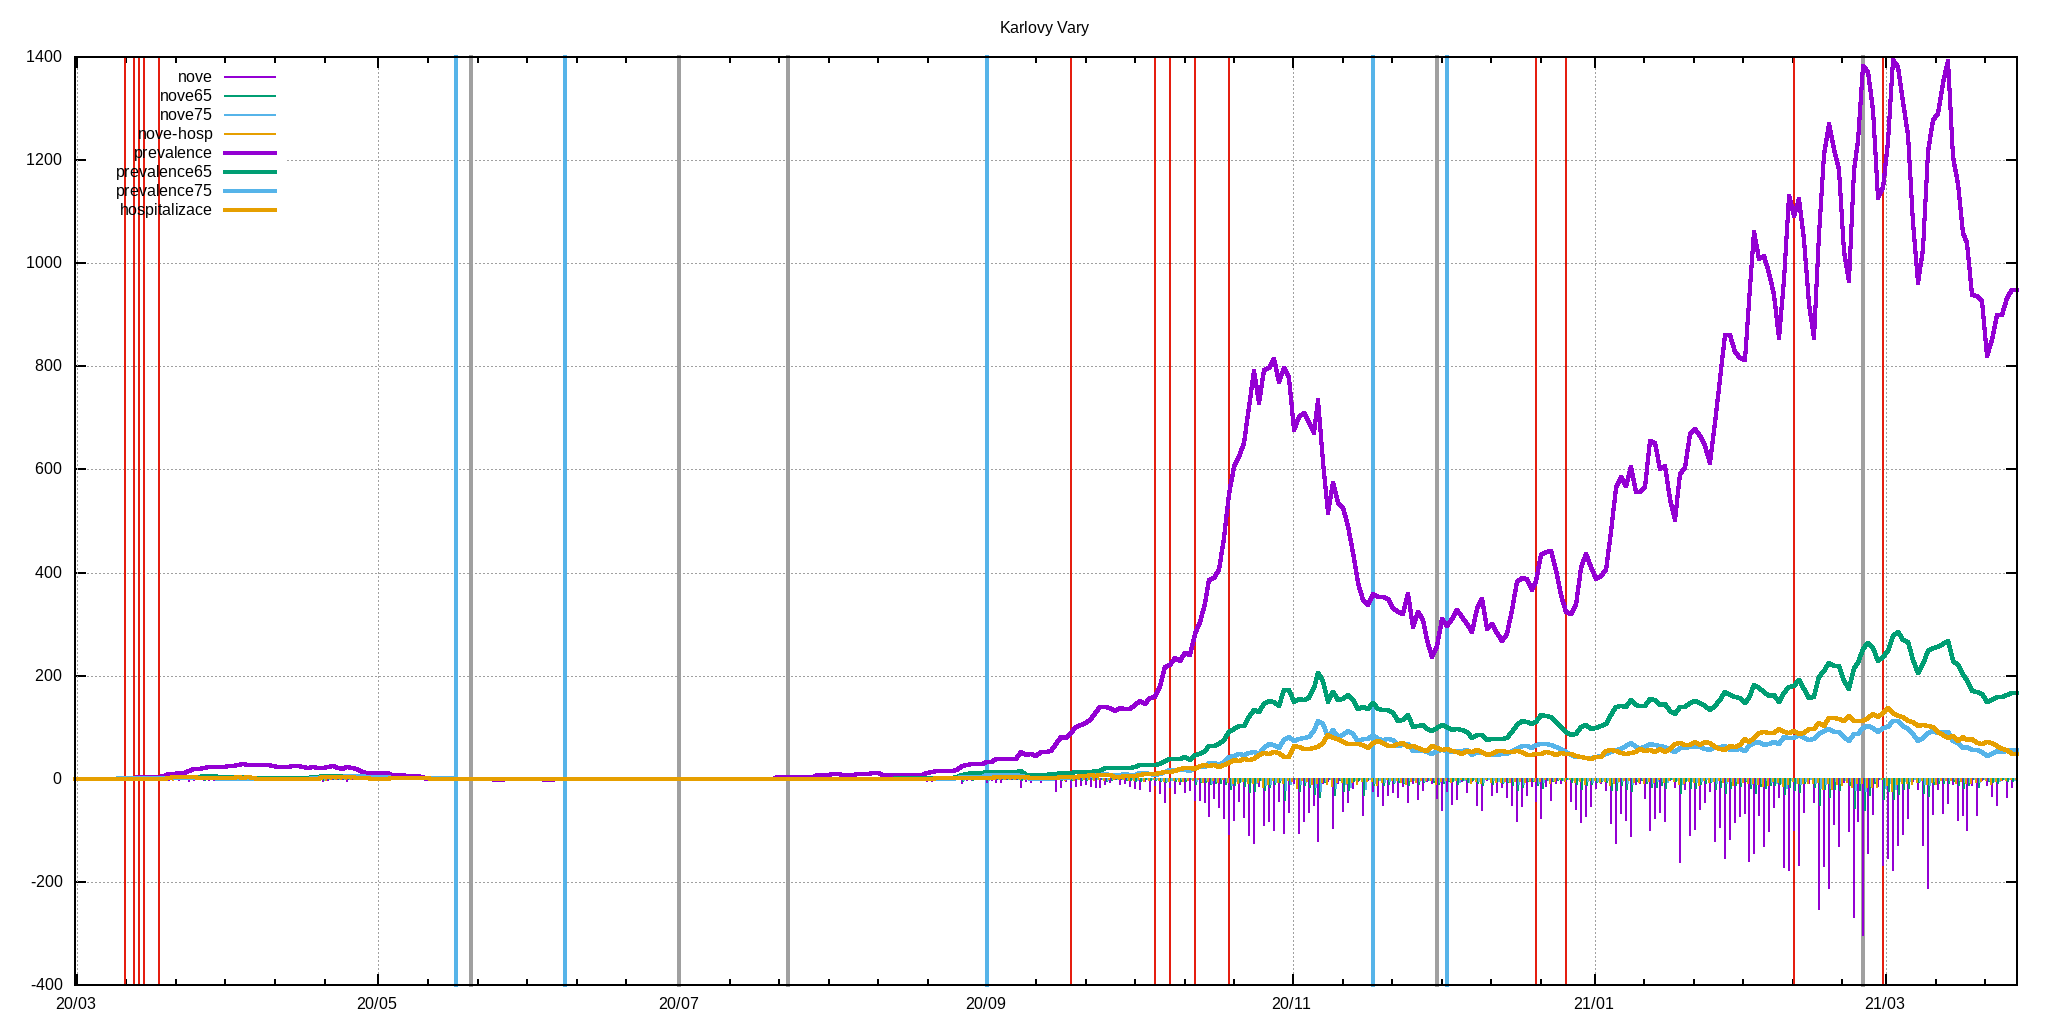 Karlovy Vary
1400
1200
1000
800
600
400
200
0
-200
-400
nove
nove65
nove75
nove-hosp
prevalence
prevalence65
prevalence75
hospitalizace
20/03 20/05 20/07 20/09 20/11 21/01 21/03